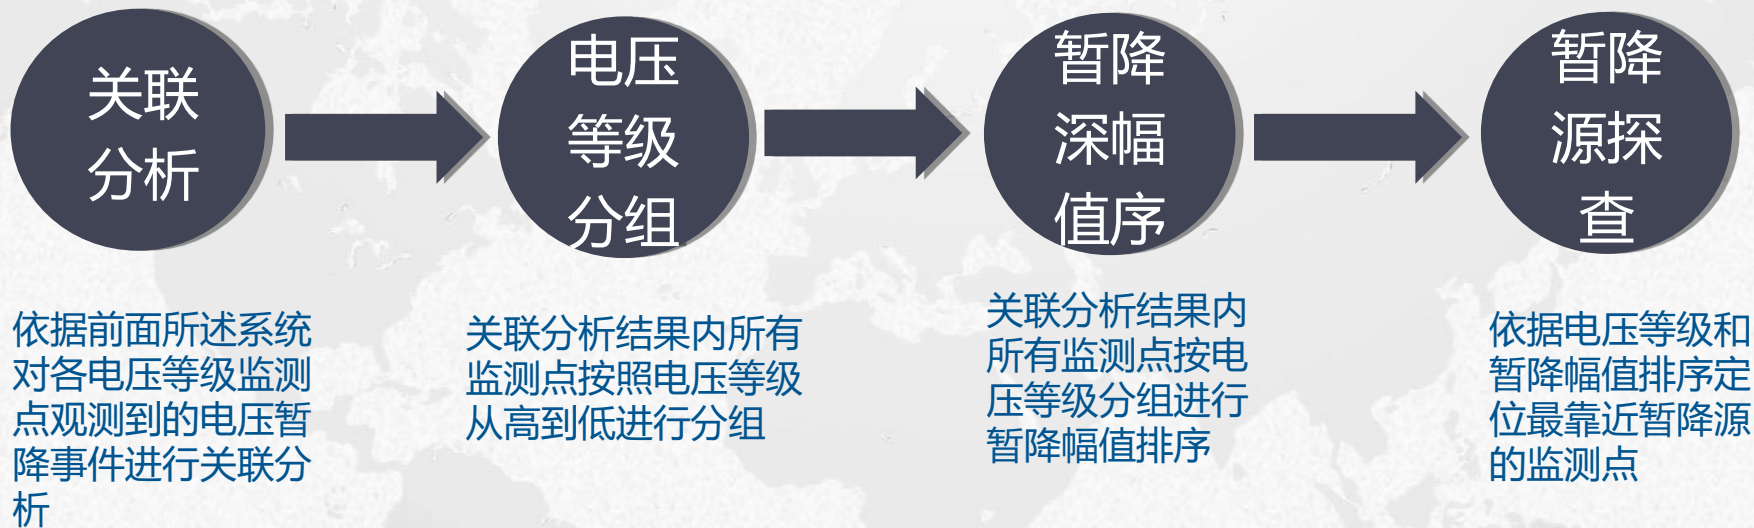 关联
分析
电压
等级
分组
暂降
深幅
值序
暂降
源探
查
依据前面所述系统
对各电压等级监测
点观测到的电压暂
降事件进行关联分
析
关联分析结果内所有
监测点按照电压等级
从高到低进行分组
关联分析结果内
所有监测点按电
压等级分组进行
暂降幅值排序
依据电压等级和
暂降幅值排序定
位最靠近暂降源
的监测点